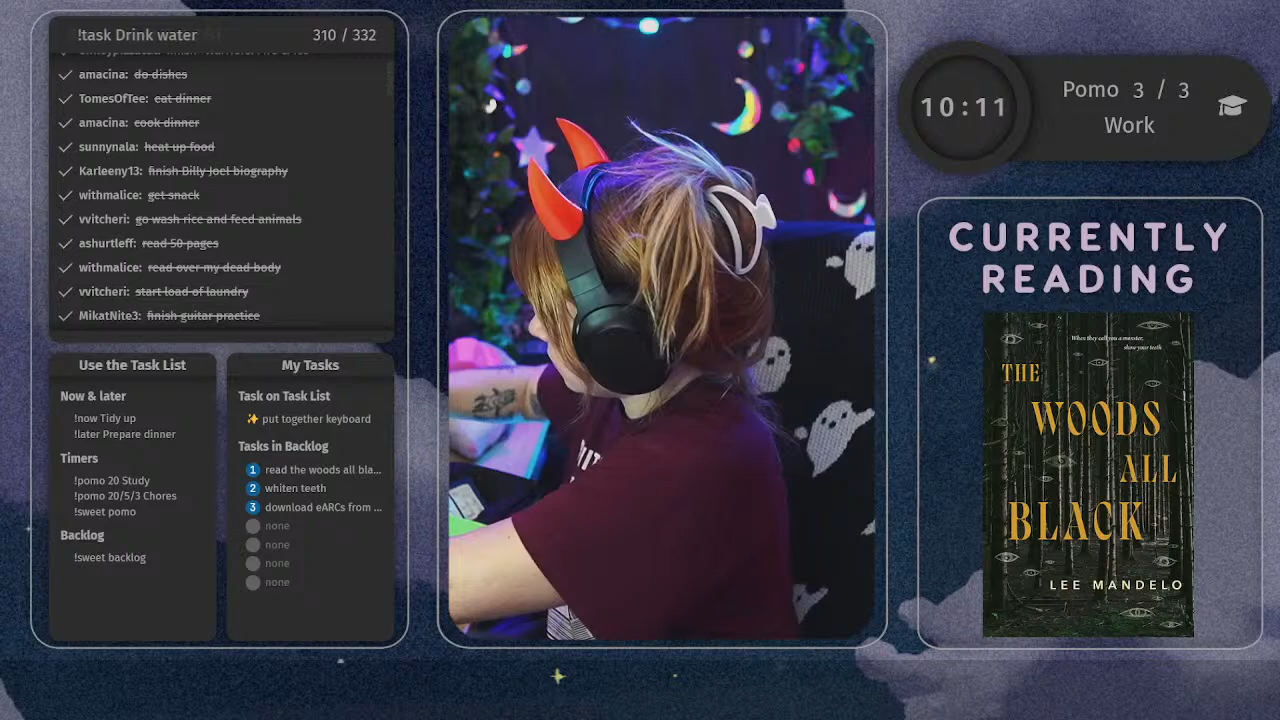 !task Drink water 310 / 332
amacina: do dishes
TomesOfTee: eat dinner
amacina: cook dinner
sunnynala: heat up food
Karleeny13: finish Billy Joel biography
withmalice: get snack
vvitcheri: go wash rice and feed animals
ashurtleff: read 50 pages
withmalice: read over my dead body
vvitcheri: start load of laundry
MikatNite3: finish guitar practice
Use the Task List
Now & later
!now Tidy up
!later Prepare dinner
Timers
!pomo 20 Study
!pomo 20/5/3 Chores
!sweet pomo
Backlog
!sweet backlog
My Tasks
Task on Task List
✨ put together keyboard
Tasks in Backlog
1 read the woods all bla...
2 whiten teeth
3 download eARCs from ...
none
none
none
none
10:11
Pomo 3 / 3
Work
CURRENTLY
READING
When they call you a monster,
show your teeth
THE
WOODS
ALL
BLACK
LEE MANDELO